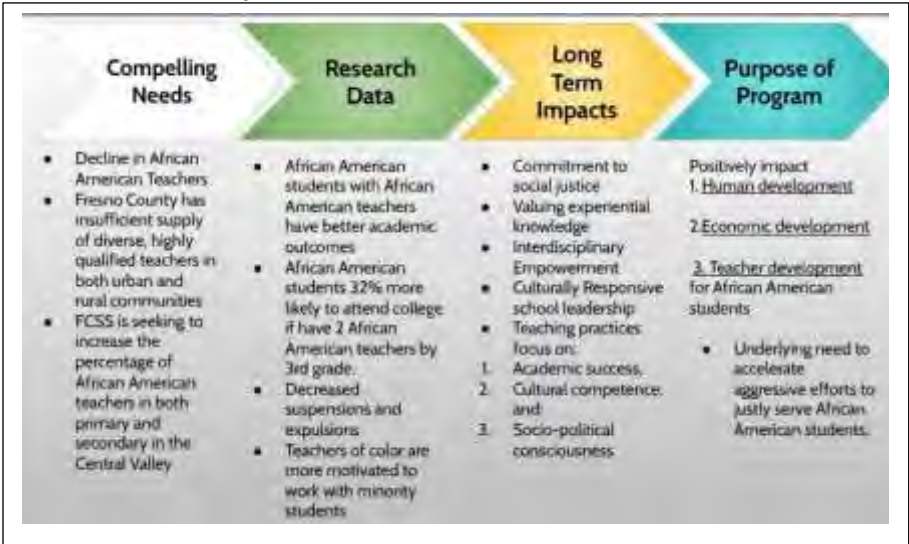 Compelling
Needs
Decline in African
American Teachers
Fresno County has
insufficient supply
of diverse, highly
qualified teachers in
both urban and
rural communities
FCSS is seeking to
increase the
percentage of
African American
teachers in both
primary and
secondary in the
Central Valley
Research
Data
African American
students with African
American teachers
have better academic
outcomes
African American
students 32% more
likely to attend college
if have 2 African
American teachers by
3rd grade.
Decreased
suspensions and
expulsions
Teachers of color are
more motivated to
work with minority
students
Long
Term
Impacts
Commitment to
social justice
Valuing experiential
knowledge
Interdisciplinary
Empowerment
Culturally Responsive
school leadership
Teaching practices
focus on:
1. Academic success,
2. Cultural competence,
and
3. Socio-political
consciousness
Purpose of
Program
Positively impact
1. Human development
2.Economic development
3. Teacher development
for African American
students
Underlying need to
accelerate
aggressive efforts to
justly serve African
American students.